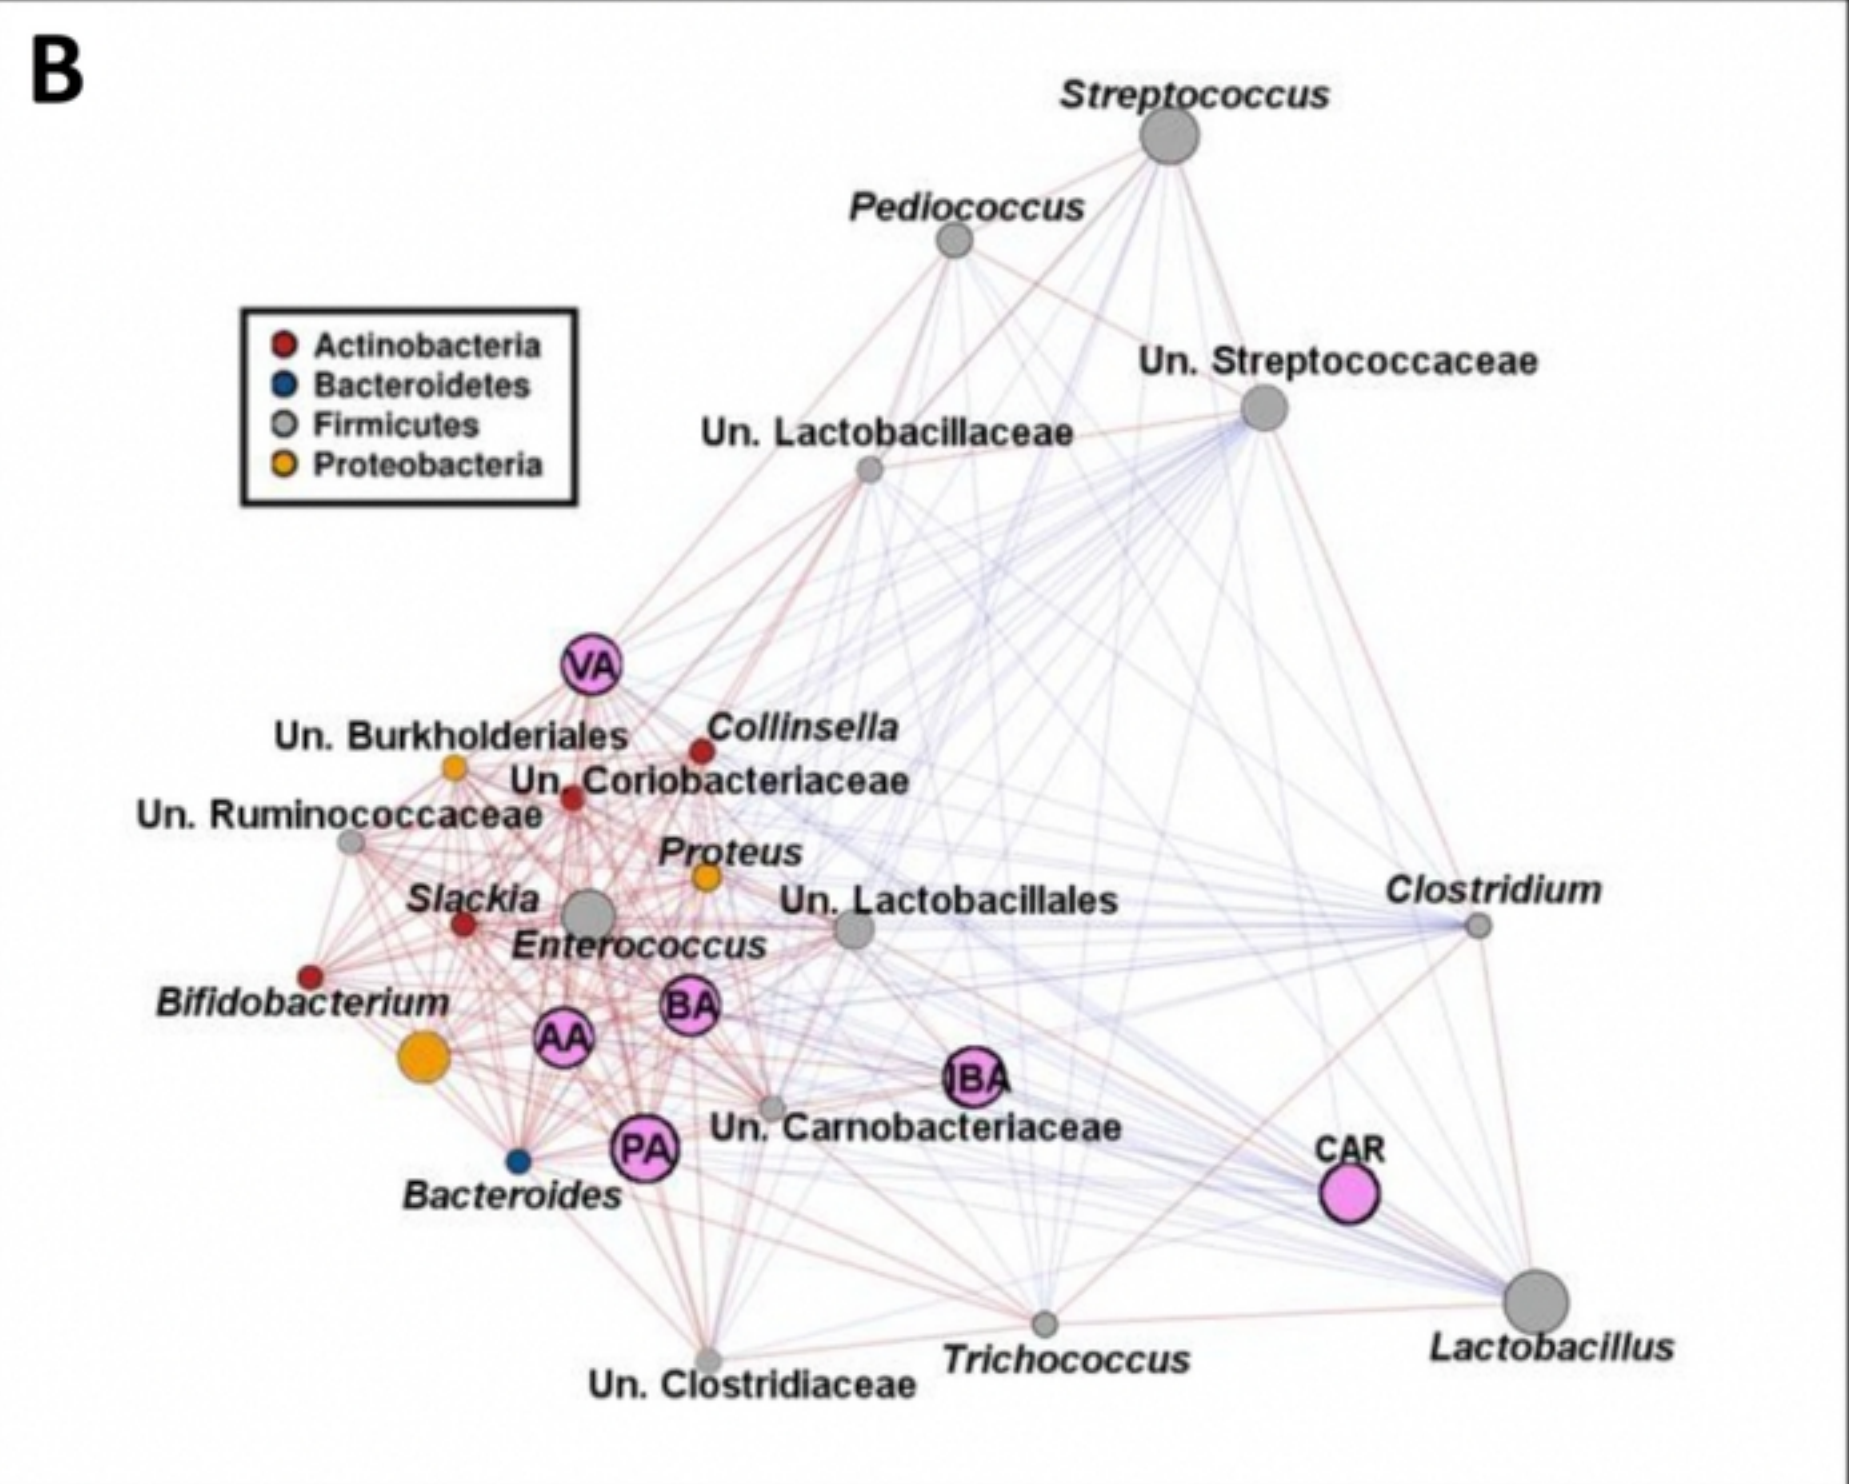 B
Streptococcus
Pediococcus
Actinobacteria
Bacteroidetes
Firmicutes
Proteobacteria
Un. Streptococcaceae
Un. Lactobacillaceae
VA
Collinsella
Un. Burkholderiales
Un. Coriobacteriaceae
Un. Ruminococcaceae
Proteus
Slackia
Un. Lactobacillales
Clostridium
Enterococcus
Bifidobacterium
BA
AA
IBA
Un. Carnobacteriaceae
PA
CAR
Bacteroides
Lactobacillus
Trichococcus
Un. Clostridiaceae